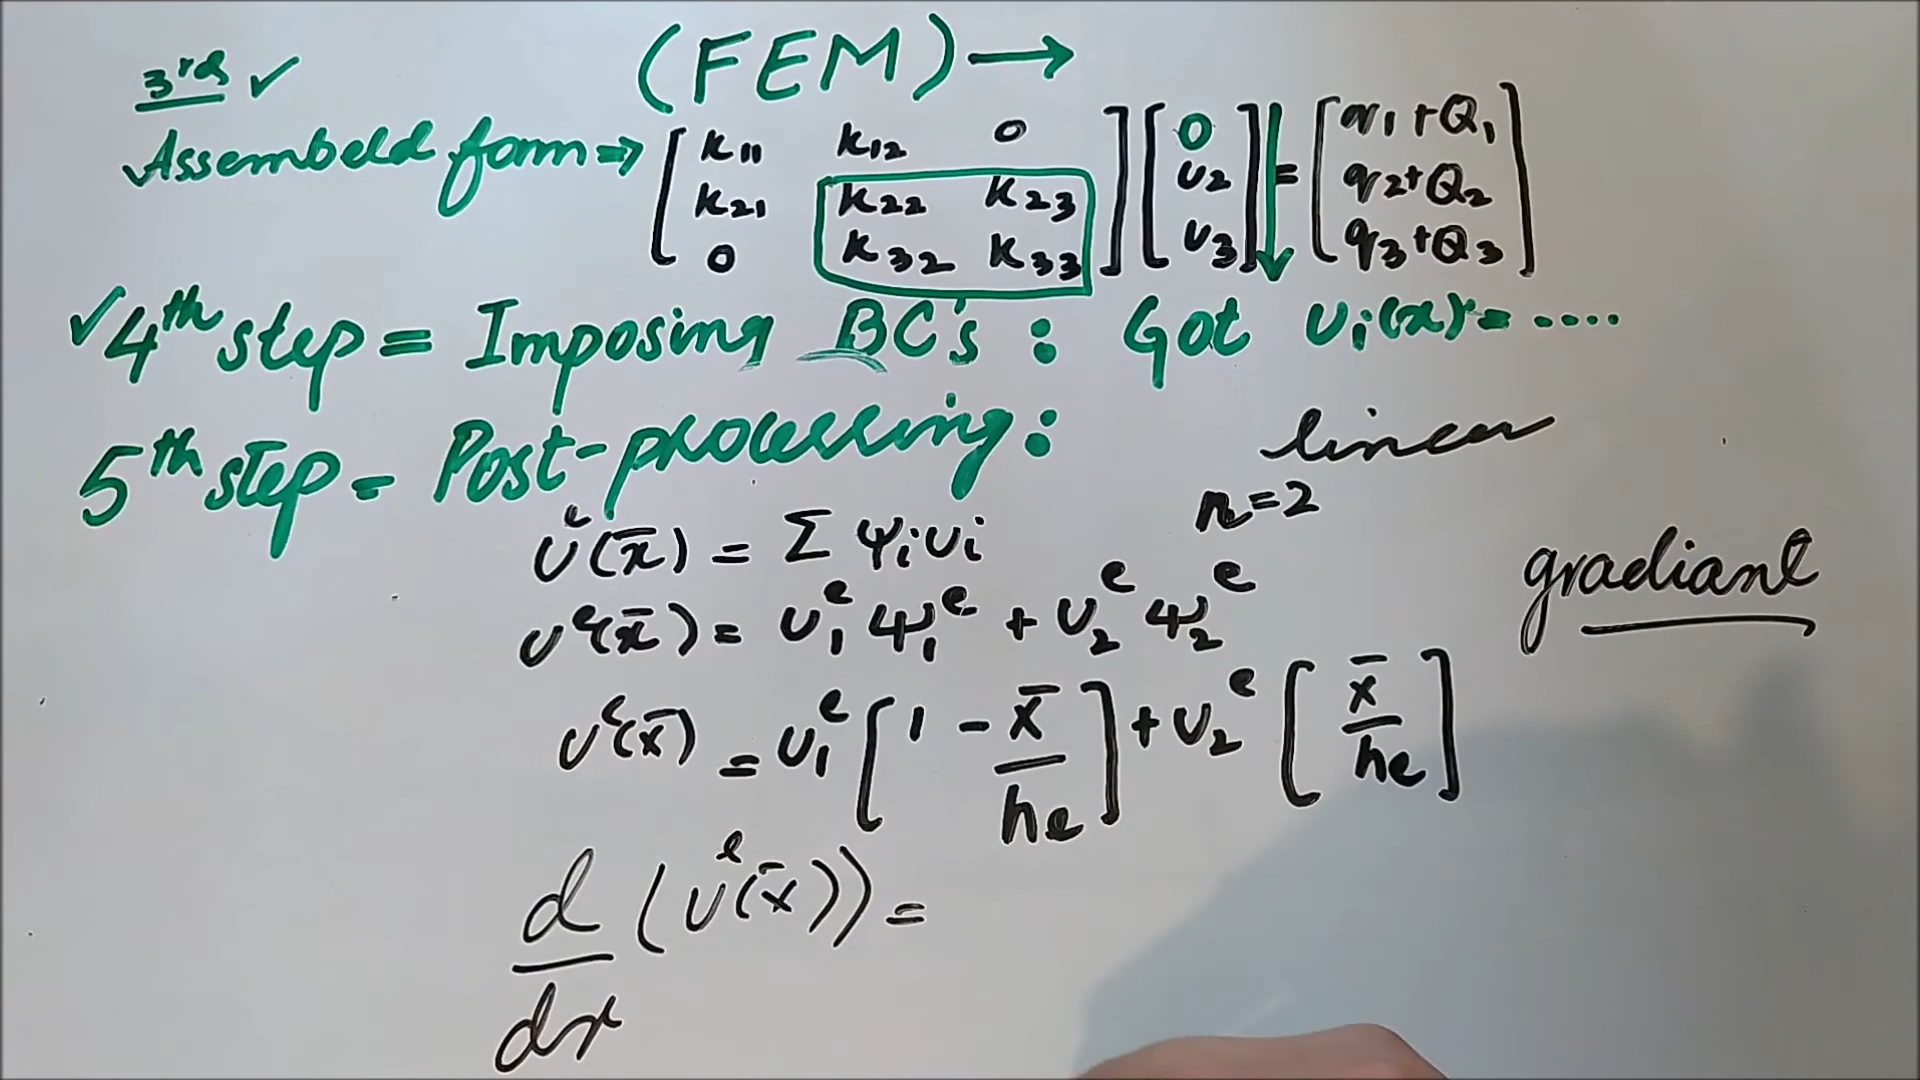 (FEM) →
3rd ✓
Assembeld form ⇒ [ K11 K12 0 ] [ 0 ] = [ q1+Q1 ]
[ K21 K22 K23 ] [ U2 ] [ q2+Q2 ]
[ 0 K32 K33 ] [ U3 ] [ q3+Q3 ]
✓ 4th step = Imposing BC's : Got Ui(x) = ....
5th step = Post-processing :
linear
n=2
U^e(x̄) = Σ ψi Ui
gradiant
U^e(x̄) = U1^e ψ1^e + U2^e ψ2^e
U^e(x̄) = U1^e [ 1 - x̄/he ] + U2^e [ x̄/he ]
d/dx (U^e(x̄)) =